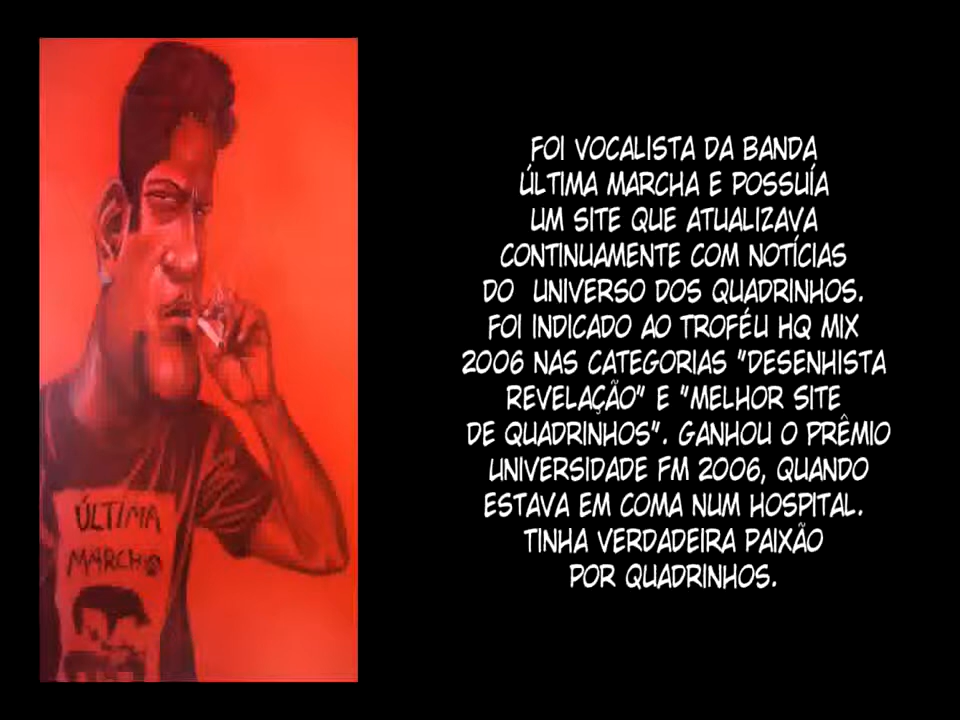 FOI VOCALISTA DA BANDA
ÚLTIMA MARCHA E POSSUÍA
UM SITE QUE ATUALIZAVA
CONTINUAMENTE COM NOTÍCIAS
DO UNIVERSO DOS QUADRINHOS.
FOI INDICADO AO TROFÉU HQ MIX
2006 NAS CATEGORIAS "DESENHISTA
REVELAÇÃO" E "MELHOR SITE
DE QUADRINHOS". GANHOU O PRÊMIO
UNIVERSIDADE FM 2006, QUANDO
ESTAVA EM COMA NUM HOSPITAL.
TINHA VERDADEIRA PAIXÃO
POR QUADRINHOS.
ÚLTIMA
MARCHA